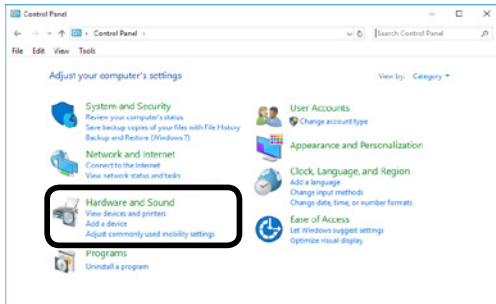 Control Panel
Control Panel
Search Control Panel
File Edit View Tools
Adjust your computer's settings
View by: Category
System and Security
Review your computer's status
Save backup copies of your files with File History
Backup and Restore (Windows 7)
Network and Internet
Connect to the Internet
View network status and tasks
Hardware and Sound
View devices and printers
Add a device
Adjust commonly used mobility settings
Programs
Uninstall a program
User Accounts
Change account type
Appearance and Personalization
Clock, Language, and Region
Add a language
Change input methods
Change date, time, or number formats
Ease of Access
Let Windows suggest settings
Optimize visual display